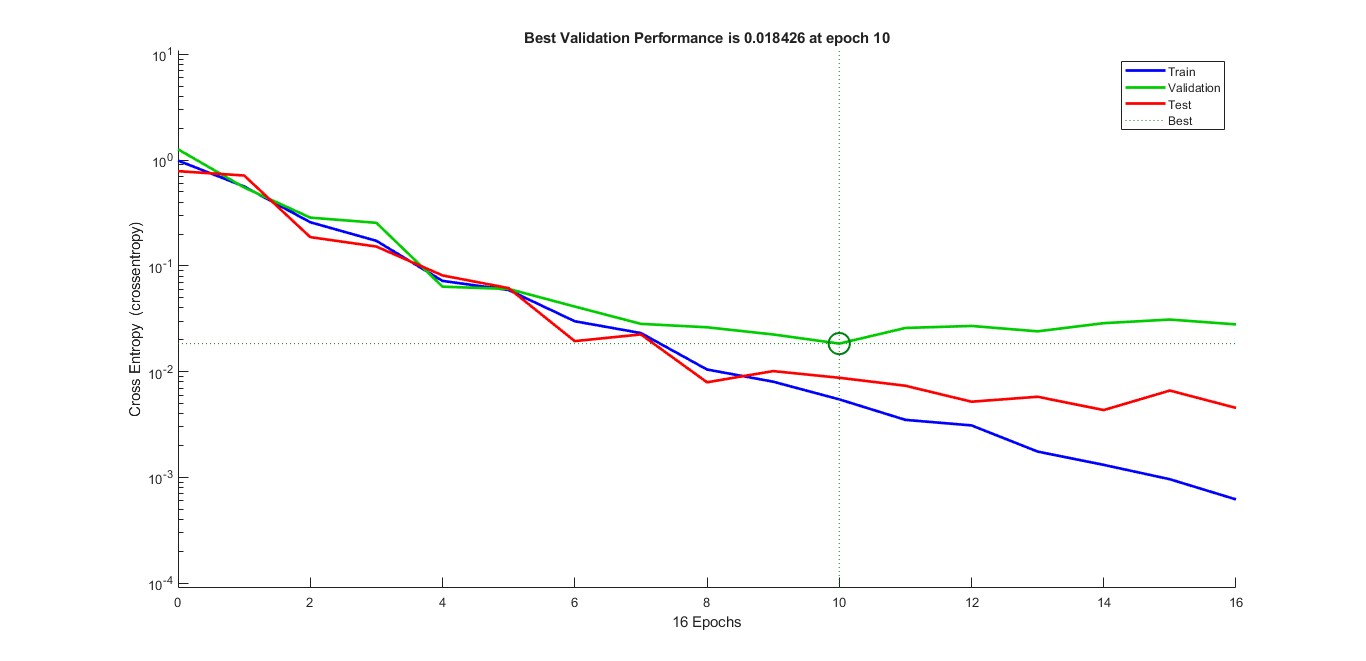 Best Validation Performance is 0.018426 at epoch 10
10^1
10^0
10^-1
10^-2
10^-3
10^-4
Cross Entropy (crossentropy)
Train
Validation
Test
Best
0 2 4 6 8 10 12 14 16
16 Epochs